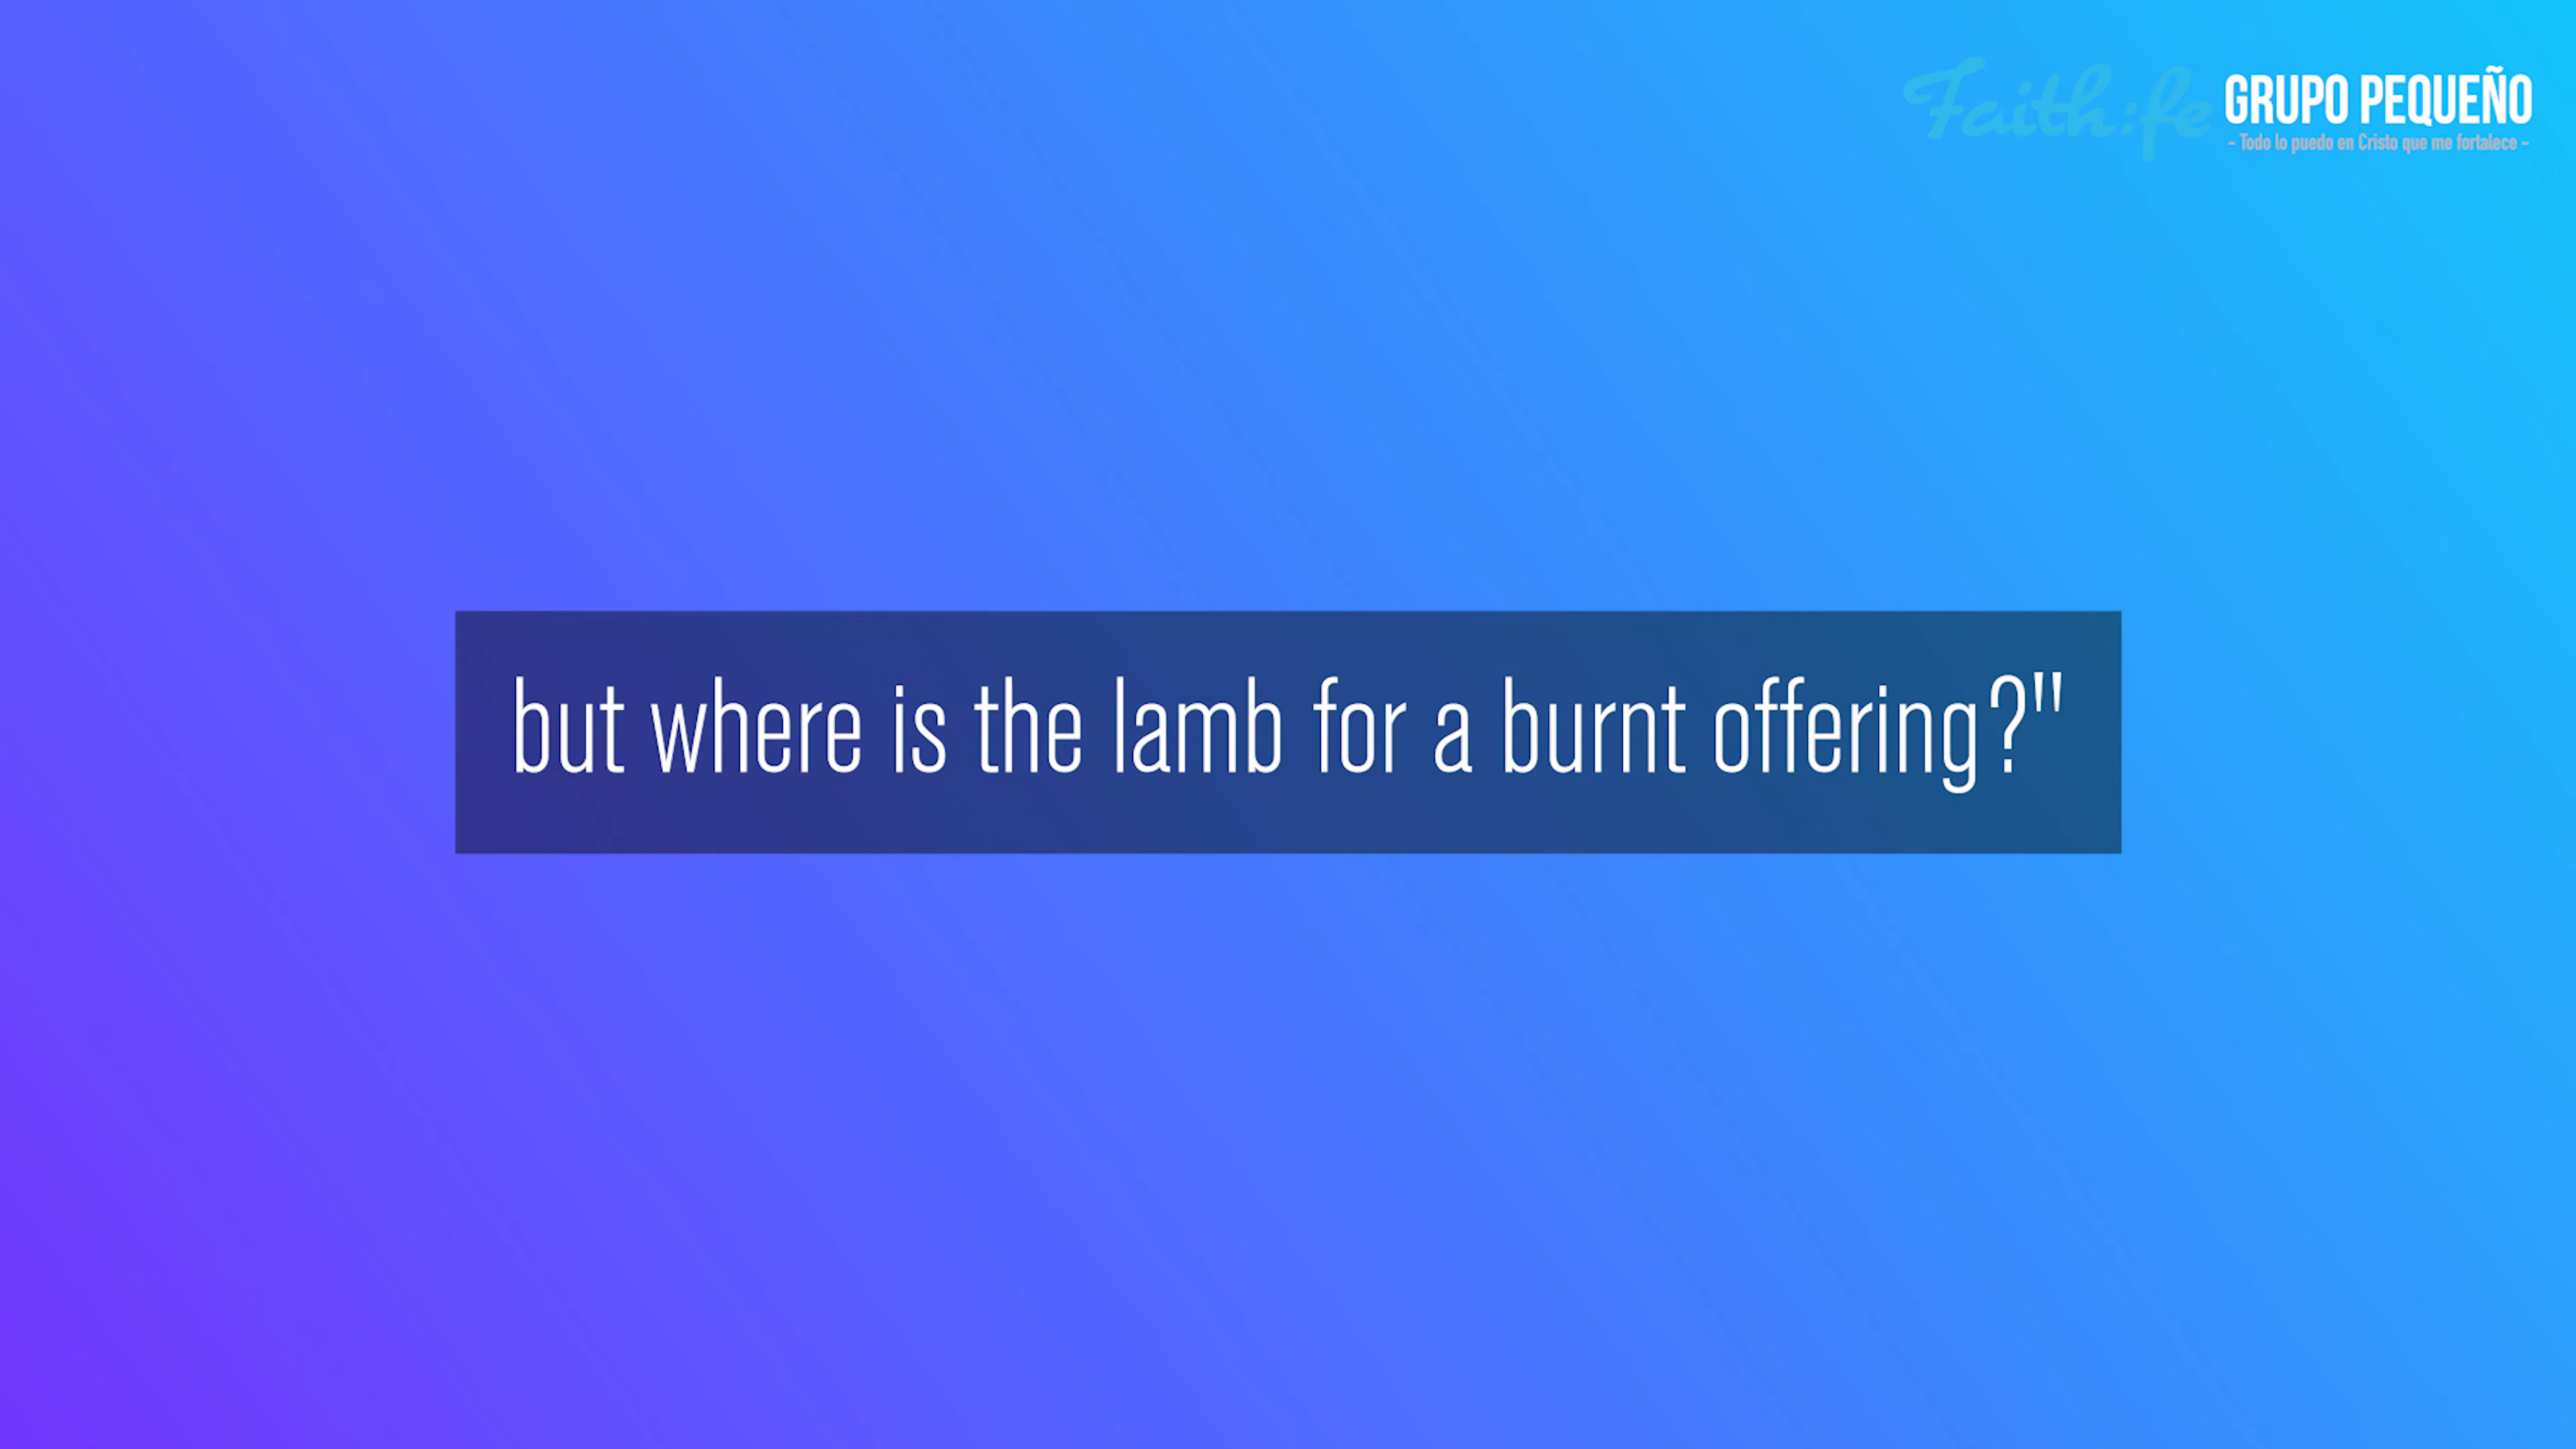 Faith:fe GRUPO PEQUEÑO
- Todo lo puedo en Cristo que me fortalece -
but where is the lamb for a burnt offering?"